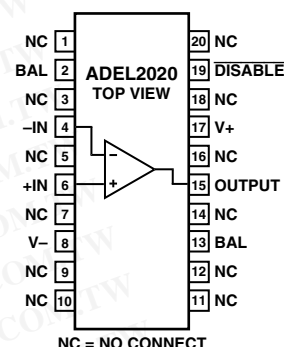 NC 1 20 NC
BAL 2 ADEL2020 19 DISABLE
NC 3 TOP VIEW 18 NC
–IN 4 17 V+
NC 5 – 16 NC
+IN 6 + 15 OUTPUT
NC 7 14 NC
V– 8 13 BAL
NC 9 12 NC
NC 10 11 NC
NC = NO CONNECT